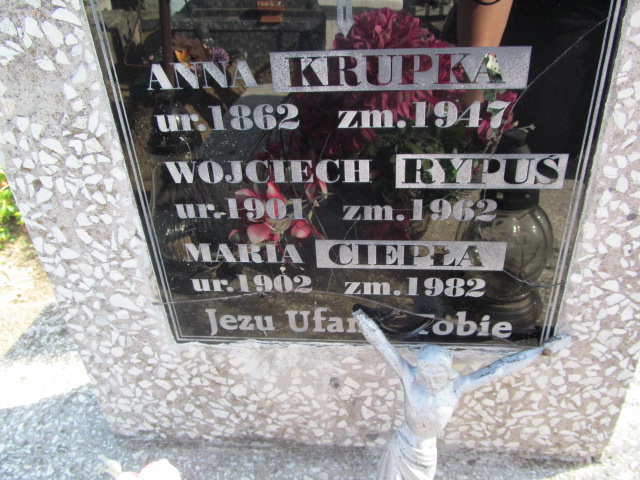 ANNA KRUPKA
ur.1862 zm.1947
WOJCIECH RYPUŚ
ur.1901 zm.1962
MARIA CIEPŁA
ur.1902 zm.1982
Jezu Ufam Tobie